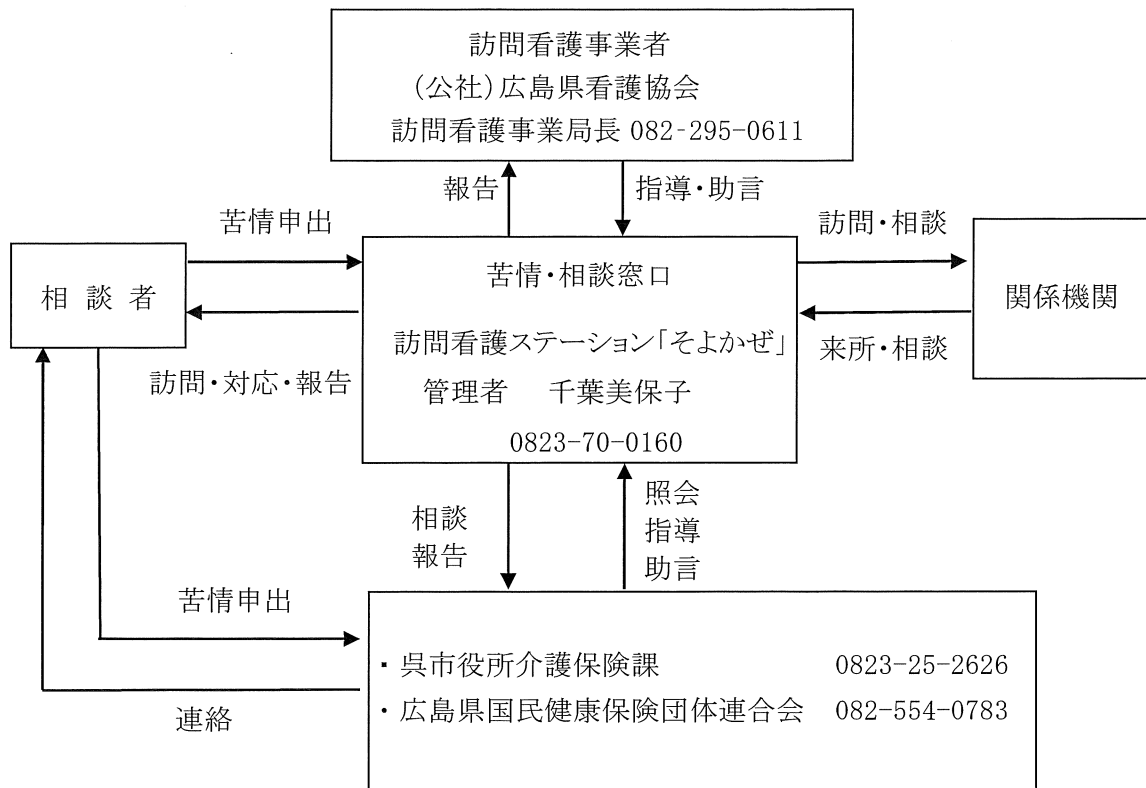 訪問看護事業者
(公社)広島県看護協会
訪問看護事業局長 082-295-0611
報告
指導・助言
苦情申出
訪問・相談
相 談 者
苦情・相談窓口
関係機関
訪問看護ステーション「そよかぜ」
来所・相談
訪問・対応・報告
管理者 千葉美保子
0823-70-0160
相談
報告
照会
指導
助言
苦情申出
・呉市役所介護保険課 0823-25-2626
・広島県国民健康保険団体連合会 082-554-0783
連絡